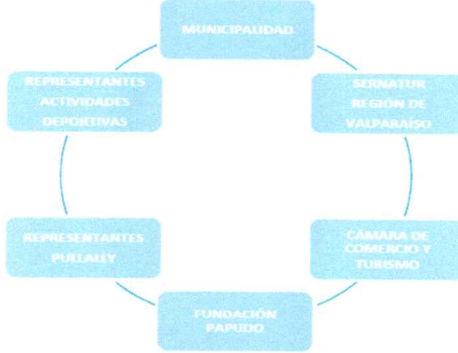 MUNICIPALIDAD
SERNATUR
REGIÓN DE
VALPARAÍSO
CÁMARA DE
COMERCIO Y
TURISMO
FUNDACIÓN
PAPUDO
REPRESENTANTES
PULLALLY
REPRESENTANTES
ACTIVIDADES
DEPORTIVAS